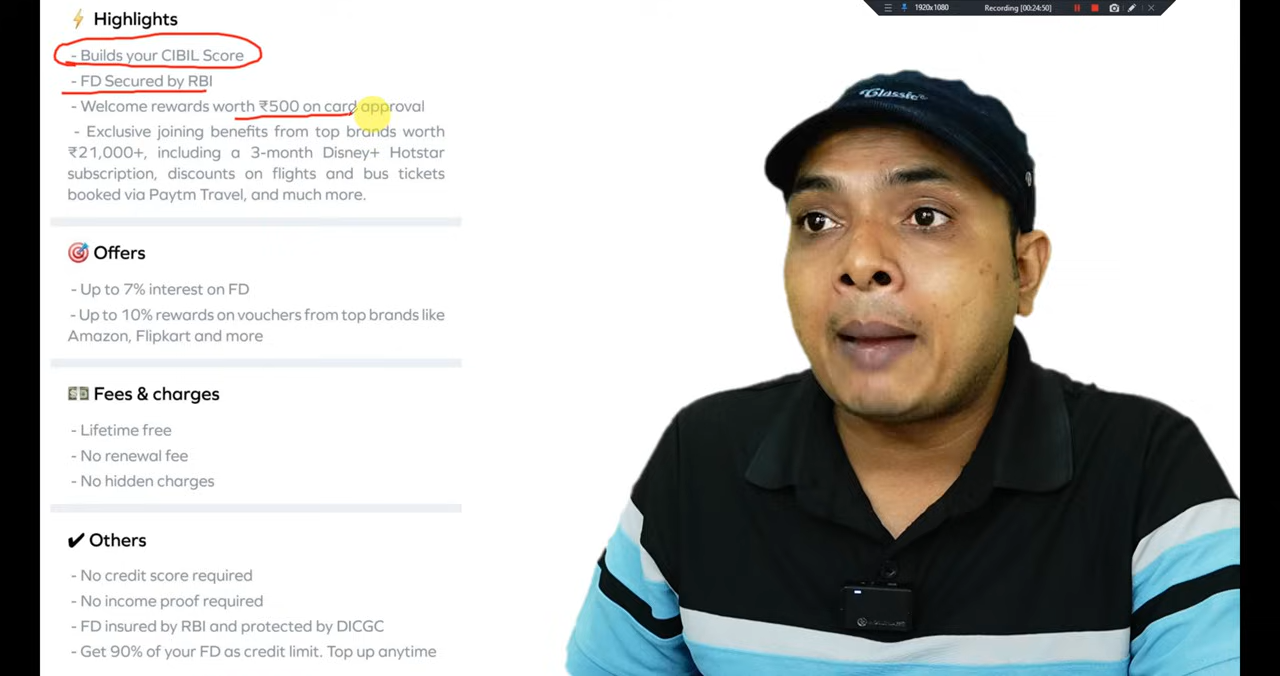 1920x1080
Recording [00:24:50]
Highlights
- Builds your CIBIL Score
- FD Secured by RBI
- Welcome rewards worth ₹500 on card approval
- Exclusive joining benefits from top brands worth
₹21,000+, including a 3-month Disney+ Hotstar
subscription, discounts on flights and bus tickets
booked via Paytm Travel, and much more.
Offers
- Up to 7% interest on FD
- Up to 10% rewards on vouchers from top brands like
Amazon, Flipkart and more
Fees & charges
- Lifetime free
- No renewal fee
- No hidden charges
Others
- No credit score required
- No income proof required
- FD insured by RBI and protected by DICGC
- Get 90% of your FD as credit limit. Top up anytime
Classic